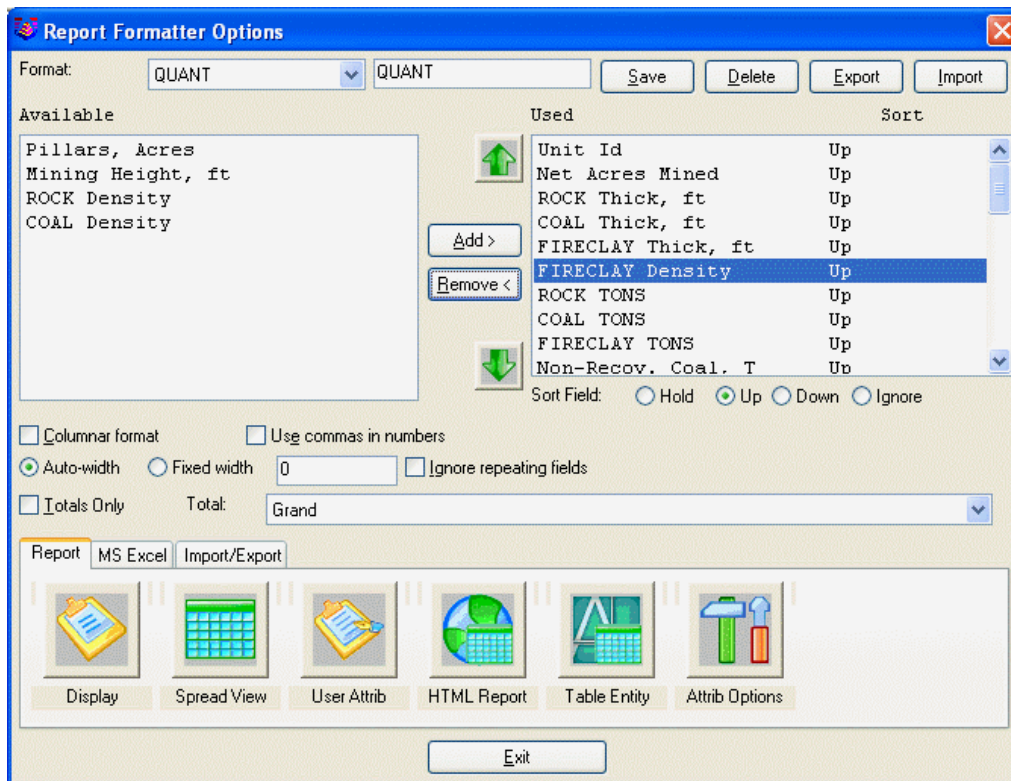 Report Formatter Options
Format: QUANT QUANT Save Delete Export Import
Available Used Sort
Pillars, Acres
Mining Height, ft
ROCK Density
COAL Density
Add >
Remove <
Unit Id Up
Net Acres Mined Up
ROCK Thick, ft Up
COAL Thick, ft Up
FIRECLAY Thick, ft Up
FIRECLAY Density Up
ROCK TONS Up
COAL TONS Up
FIRECLAY TONS Up
Non-Recov. Coal, T Up
Sort Field: Hold Up Down Ignore
Columnar format Use commas in numbers
Auto-width Fixed width 0 Ignore repeating fields
Totals Only Total: Grand
Report MS Excel Import/Export
Display Spread View User Attrib HTML Report Table Entity Attrib Options
Exit